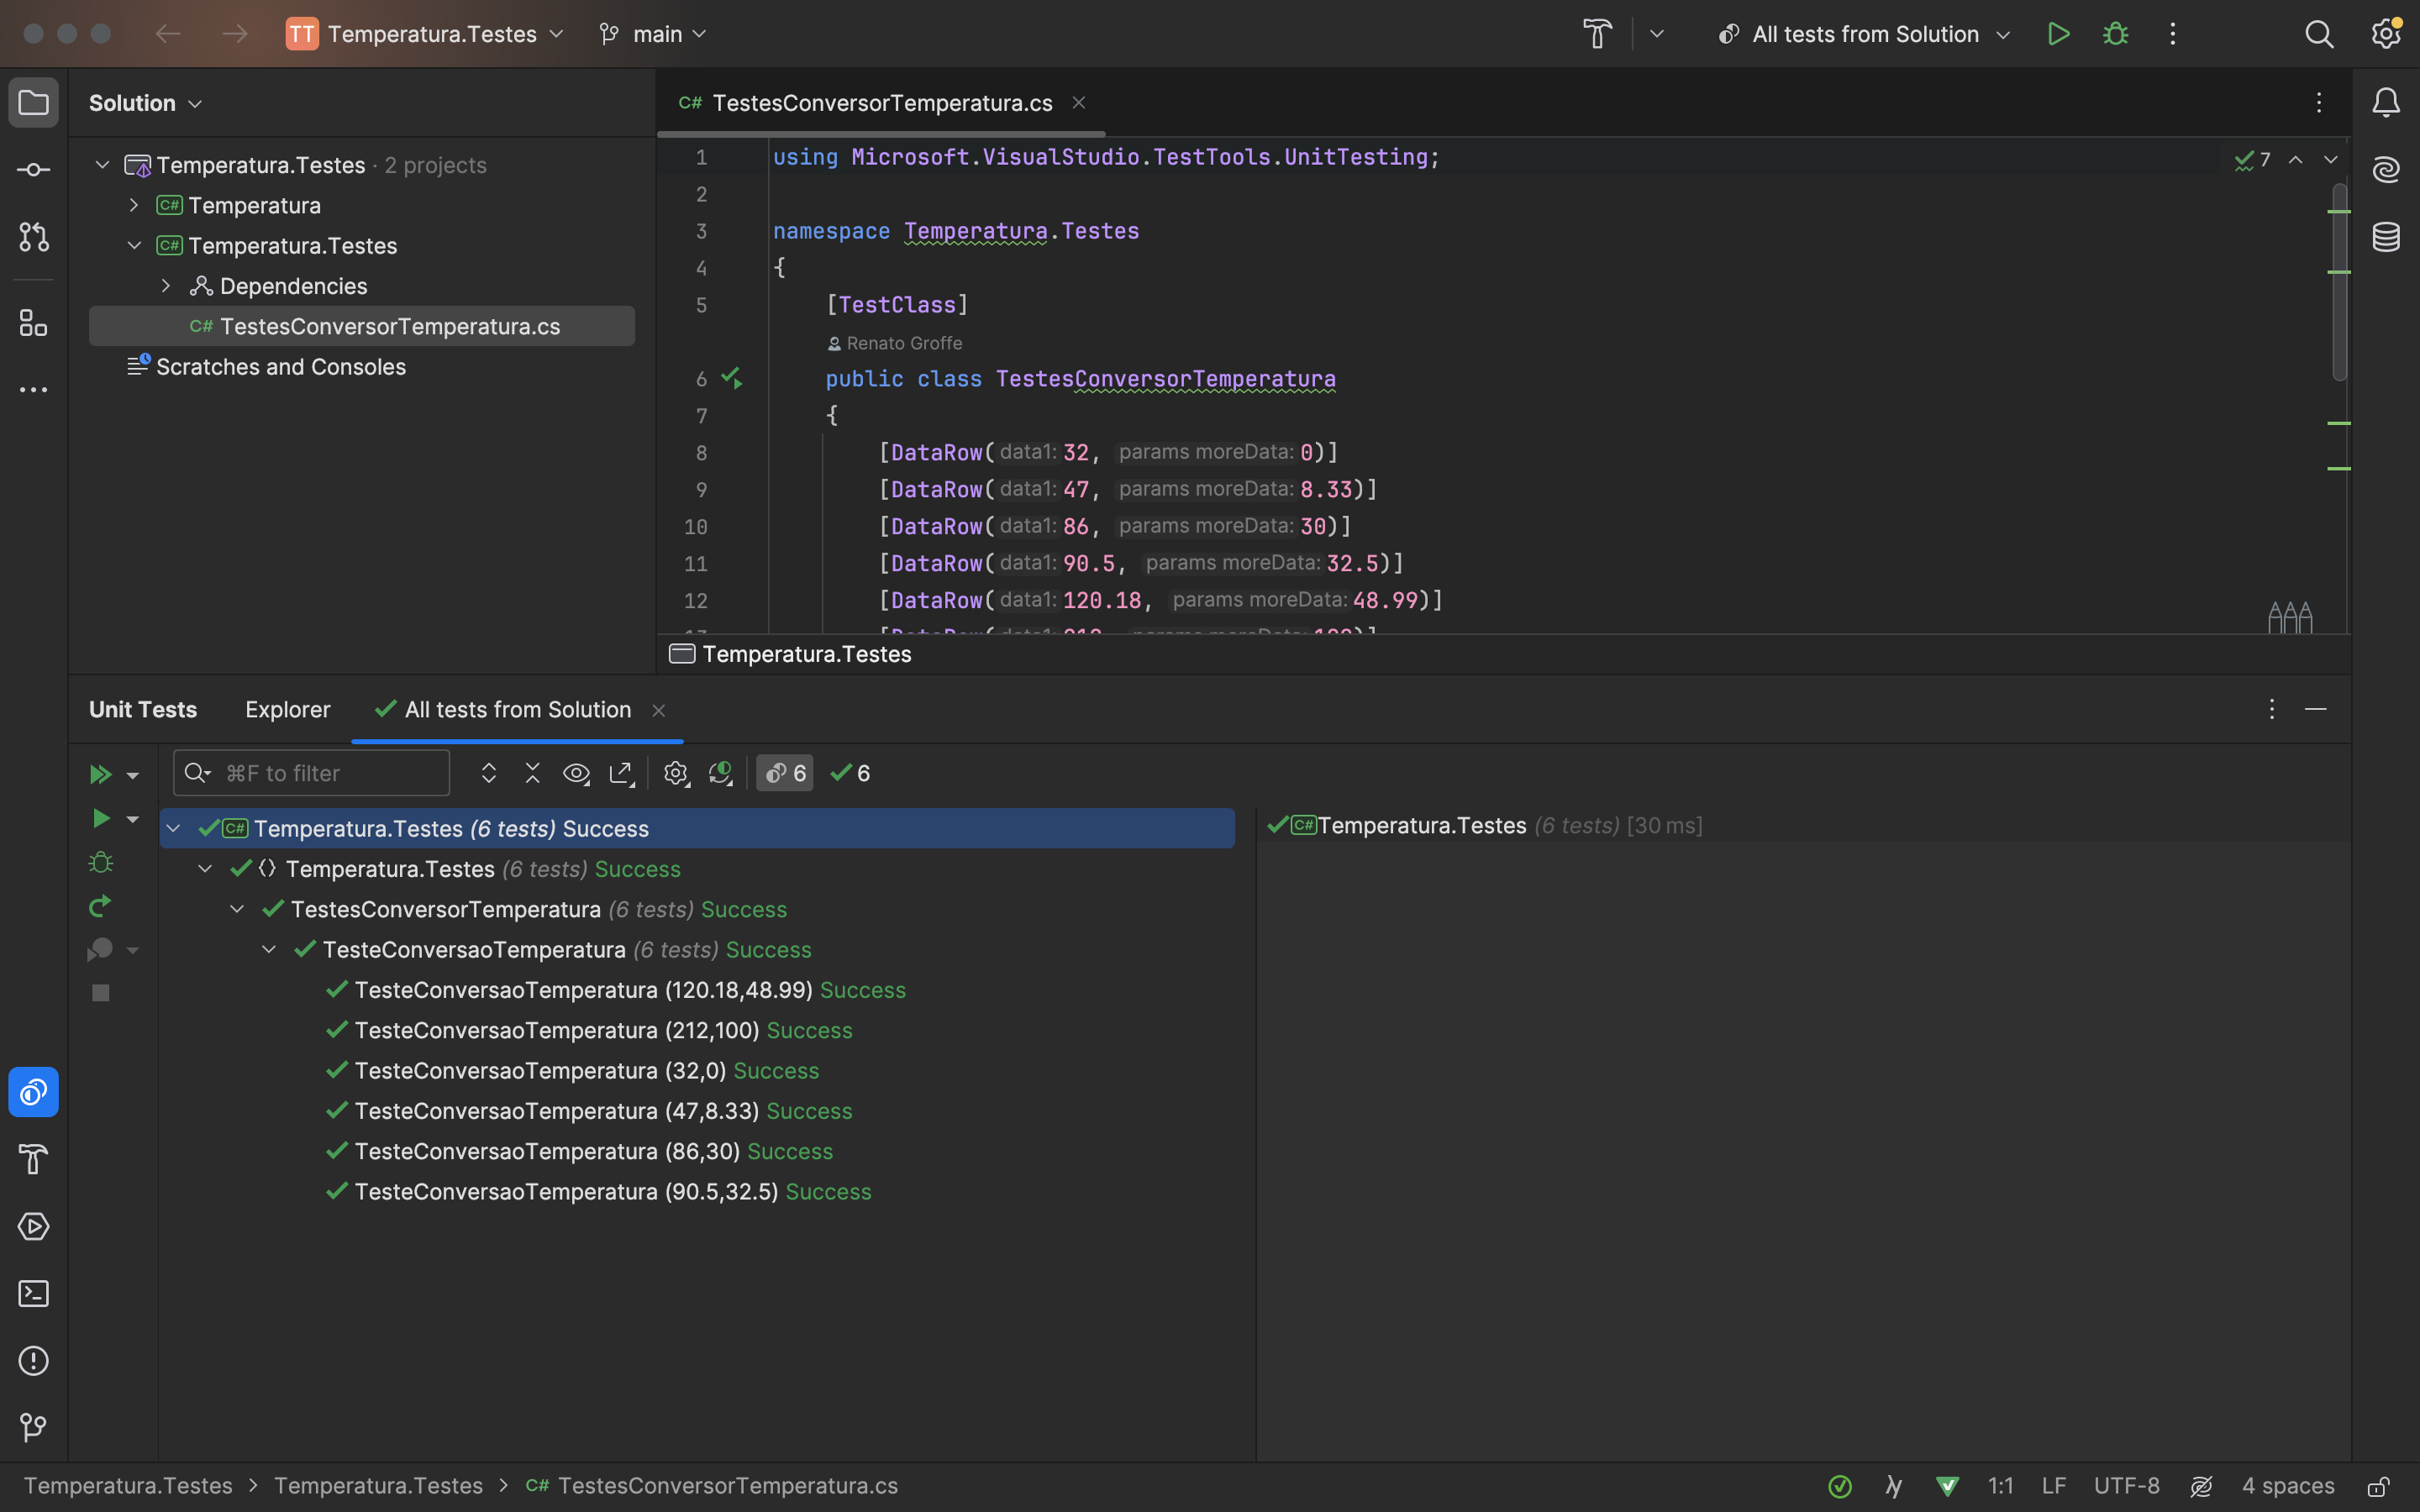 TT Temperatura.Testes main All tests from Solution
Solution
Temperatura.Testes · 2 projects
C# Temperatura
C# Temperatura.Testes
Dependencies
C# TestesConversorTemperatura.cs
Scratches and Consoles
C# TestesConversorTemperatura.cs
7
1 using Microsoft.VisualStudio.TestTools.UnitTesting;
2
3 namespace Temperatura.Testes
4 {
5 [TestClass]
Renato Groffe
6 public class TestesConversorTemperatura
7 {
8 [DataRow(data1: 32, params moreData: 0)]
9 [DataRow(data1: 47, params moreData: 8.33)]
10 [DataRow(data1: 86, params moreData: 30)]
11 [DataRow(data1: 90.5, params moreData: 32.5)]
12 [DataRow(data1: 120.18, params moreData: 48.99)]
Temperatura.Testes
Unit Tests Explorer All tests from Solution
⌘F to filter 6 6
C# Temperatura.Testes (6 tests) Success
Temperatura.Testes (6 tests) Success
TestesConversorTemperatura (6 tests) Success
TesteConversaoTemperatura (6 tests) Success
TesteConversaoTemperatura (120.18,48.99) Success
TesteConversaoTemperatura (212,100) Success
TesteConversaoTemperatura (32,0) Success
TesteConversaoTemperatura (47,8.33) Success
TesteConversaoTemperatura (86,30) Success
TesteConversaoTemperatura (90.5,32.5) Success
C# Temperatura.Testes (6 tests) [30 ms]
Temperatura.Testes > Temperatura.Testes > C# TestesConversorTemperatura.cs
1:1 LF UTF-8 4 spaces